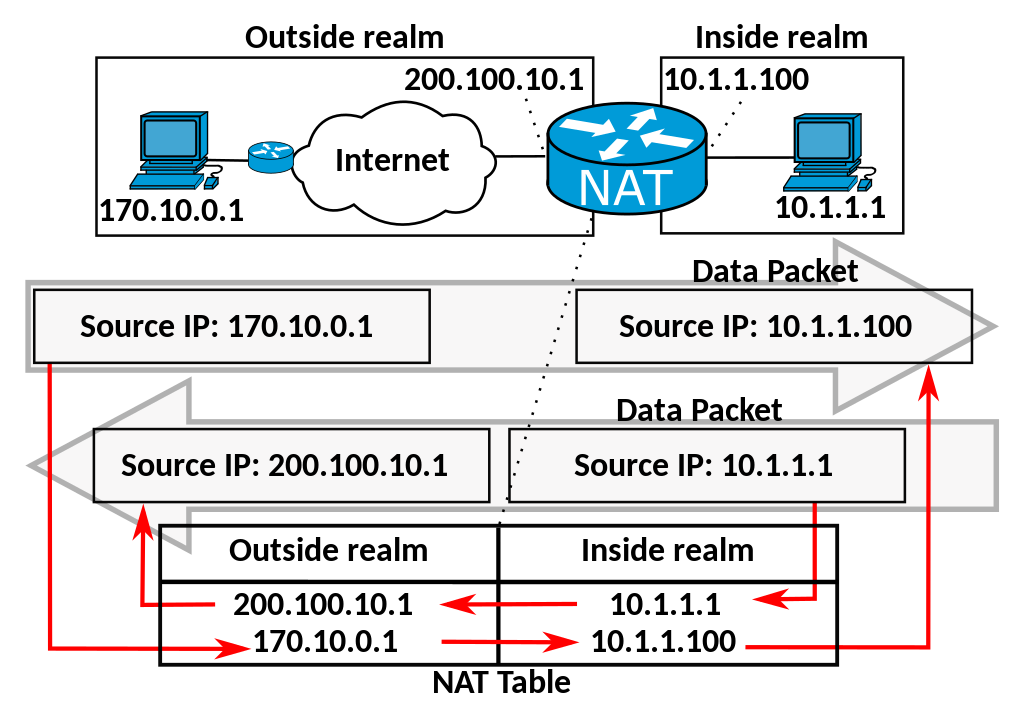 Outside realm
Inside realm
200.100.10.1
10.1.1.100
Internet
NAT
170.10.0.1
10.1.1.1
Data Packet
Source IP: 170.10.0.1
Source IP: 10.1.1.100
Data Packet
Source IP: 200.100.10.1
Source IP: 10.1.1.1
Outside realm
Inside realm
200.100.10.1
10.1.1.1
170.10.0.1
10.1.1.100
NAT Table